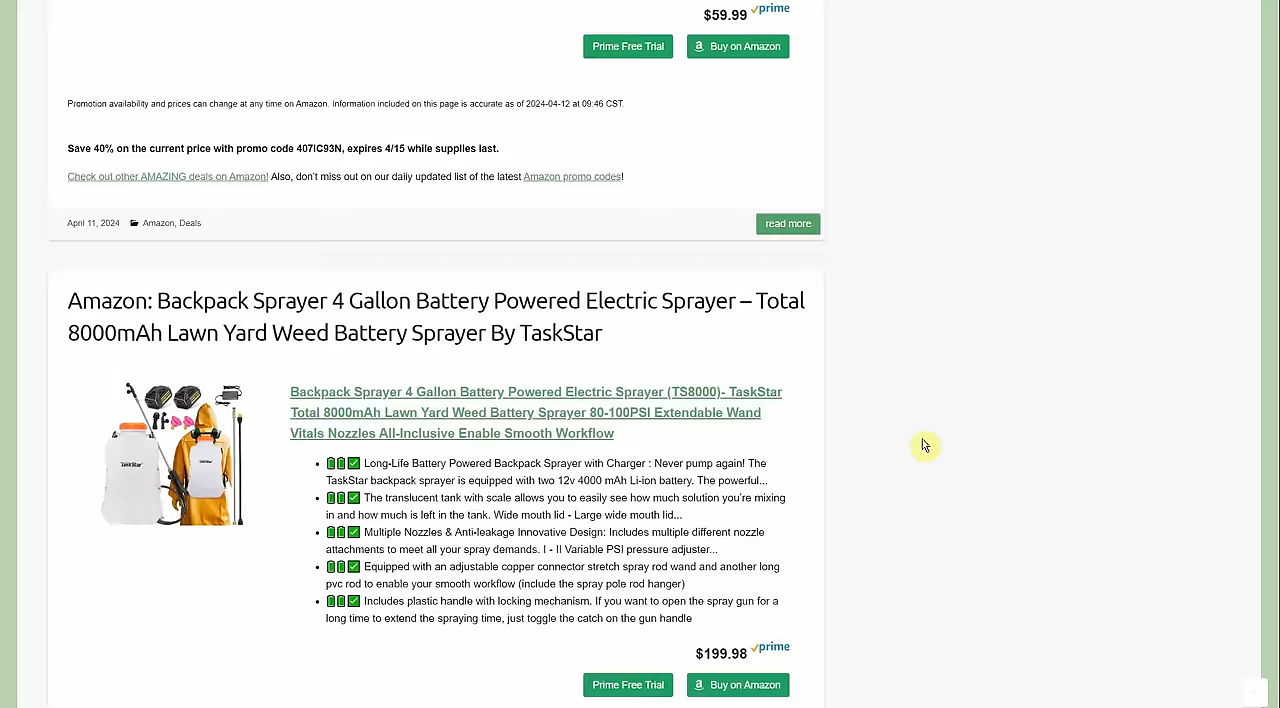 $59.99 prime
Prime Free Trial Buy on Amazon
Promotion availability and prices can change at any time on Amazon. Information included on this page is accurate as of 2024-04-12 at 09:46 CST.
Save 40% on the current price with promo code 407IC93N, expires 4/15 while supplies last.
Check out other AMAZING deals on Amazon! Also, don’t miss out on our daily updated list of the latest Amazon promo codes!
April 11, 2024 Amazon, Deals read more
Amazon: Backpack Sprayer 4 Gallon Battery Powered Electric Sprayer – Total
8000mAh Lawn Yard Weed Battery Sprayer By TaskStar
TaskStar
TaskStar
Backpack Sprayer 4 Gallon Battery Powered Electric Sprayer (TS8000)- TaskStar
Total 8000mAh Lawn Yard Weed Battery Sprayer 80-100PSI Extendable Wand
Vitals Nozzles All-Inclusive Enable Smooth Workflow
• 🔋🔋✅ Long-Life Battery Powered Backpack Sprayer with Charger : Never pump again! The
TaskStar backpack sprayer is equipped with two 12v 4000 mAh Li-ion battery. The powerful...
• 🔋🔋✅ The translucent tank with scale allows you to easily see how much solution you’re mixing
in and how much is left in the tank. Wide mouth lid - Large wide mouth lid...
• 🔋🔋✅ Multiple Nozzles & Anti-leakage Innovative Design: Includes multiple different nozzle
attachments to meet all your spray demands. I - II Variable PSI pressure adjuster...
• 🔋🔋✅ Equipped with an adjustable copper connector stretch spray rod wand and another long
pvc rod to enable your smooth workflow (include the spray pole rod hanger)
• 🔋🔋✅ Includes plastic handle with locking mechanism. If you want to open the spray gun for a
long time to extend the spraying time, just toggle the catch on the gun handle
$199.98 prime
Prime Free Trial Buy on Amazon